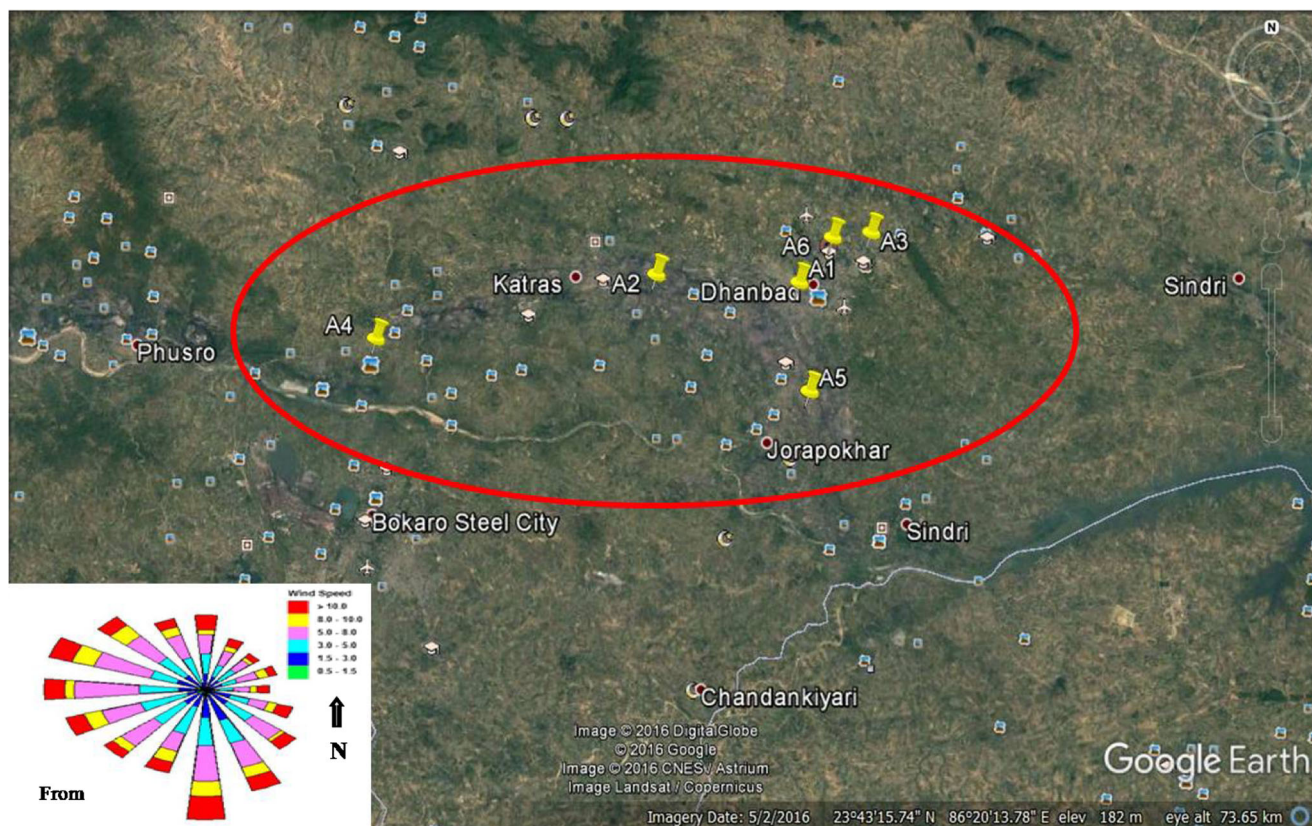 N
A6
A3
A1
A2
Katras
Dhanbad
Sindri
A4
Phusro
A5
Jorapokhar
Bokaro Steel City
Sindri
Wind Speed
> 10.0
8.0 - 10.0
5.0 - 8.0
3.0 - 5.0
1.5 - 3.0
0.5 - 1.5
N
From
Chandankiyari
Image © 2016 DigitalGlobe
© 2016 Google
Image © 2016 CNES / Astrium
Image Landsat / Copernicus
Google Earth
Imagery Date: 5/2/2016 23°43'15.74" N 86°20'13.78" E elev 182 m eye alt 73.65 km